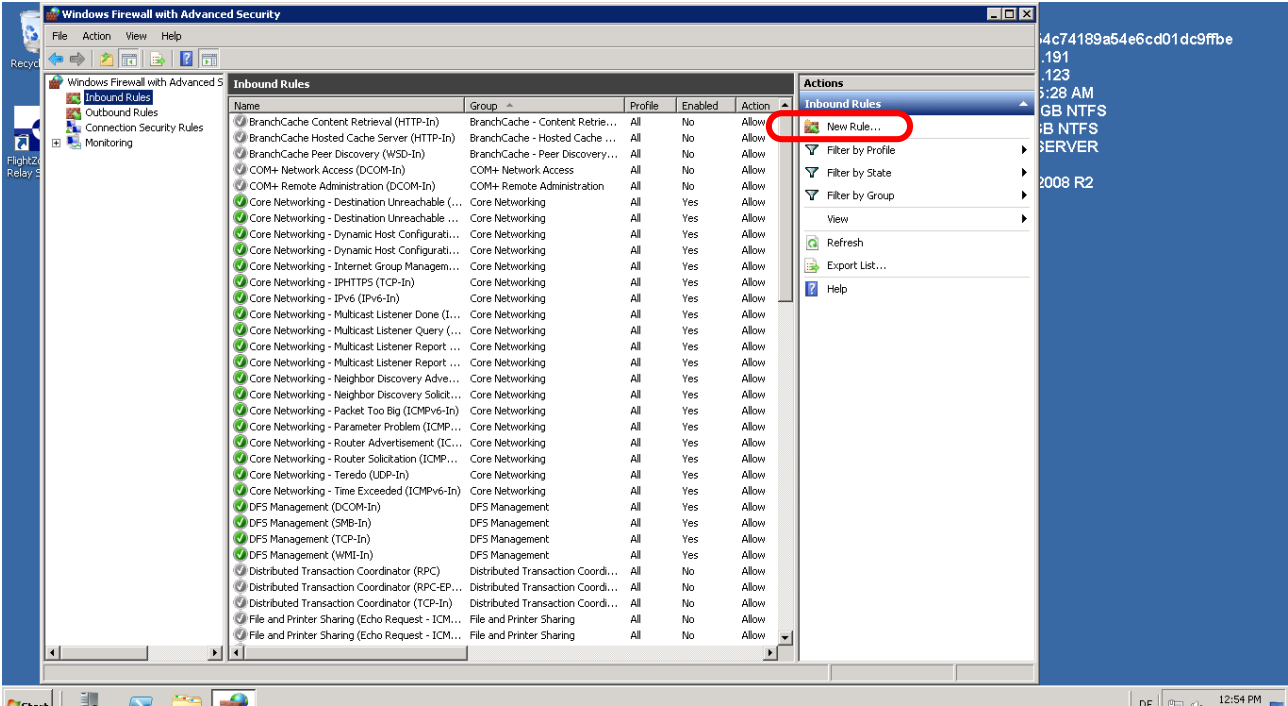 Windows Firewall with Advanced Security
File Action View Help
Windows Firewall with Advanced S
Inbound Rules
Outbound Rules
Connection Security Rules
Monitoring
Inbound Rules
Name Group Profile Enabled Action
BranchCache Content Retrieval (HTTP-In) BranchCache - Content Retrie... All No Allow
BranchCache Hosted Cache Server (HTTP-In) BranchCache - Hosted Cache ... All No Allow
BranchCache Peer Discovery (WSD-In) BranchCache - Peer Discovery... All No Allow
COM+ Network Access (DCOM-In) COM+ Network Access All No Allow
COM+ Remote Administration (DCOM-In) COM+ Remote Administration All No Allow
Core Networking - Destination Unreachable (... Core Networking All Yes Allow
Core Networking - Destination Unreachable ... Core Networking All Yes Allow
Core Networking - Dynamic Host Configurati... Core Networking All Yes Allow
Core Networking - Dynamic Host Configurati... Core Networking All Yes Allow
Core Networking - Internet Group Managem... Core Networking All Yes Allow
Core Networking - IPHTTPS (TCP-In) Core Networking All Yes Allow
Core Networking - IPv6 (IPv6-In) Core Networking All Yes Allow
Core Networking - Multicast Listener Done (I... Core Networking All Yes Allow
Core Networking - Multicast Listener Query (... Core Networking All Yes Allow
Core Networking - Multicast Listener Report ... Core Networking All Yes Allow
Core Networking - Multicast Listener Report ... Core Networking All Yes Allow
Core Networking - Neighbor Discovery Adve... Core Networking All Yes Allow
Core Networking - Neighbor Discovery Solicit... Core Networking All Yes Allow
Core Networking - Packet Too Big (ICMPv6-In) Core Networking All Yes Allow
Core Networking - Parameter Problem (ICMP... Core Networking All Yes Allow
Core Networking - Router Advertisement (IC... Core Networking All Yes Allow
Core Networking - Router Solicitation (ICMP... Core Networking All Yes Allow
Core Networking - Teredo (UDP-In) Core Networking All Yes Allow
Core Networking - Time Exceeded (ICMPv6-In) Core Networking All Yes Allow
DFS Management (DCOM-In) DFS Management All Yes Allow
DFS Management (SMB-In) DFS Management All Yes Allow
DFS Management (TCP-In) DFS Management All Yes Allow
DFS Management (WMI-In) DFS Management All Yes Allow
Distributed Transaction Coordinator (RPC) Distributed Transaction Coordi... All No Allow
Distributed Transaction Coordinator (RPC-EP... Distributed Transaction Coordi... All No Allow
Distributed Transaction Coordinator (TCP-In) Distributed Transaction Coordi... All No Allow
File and Printer Sharing (Echo Request - ICM... File and Printer Sharing All No Allow
File and Printer Sharing (Echo Request - ICM... File and Printer Sharing All No Allow
Actions
Inbound Rules
New Rule...
Filter by Profile
Filter by State
Filter by Group
View
Refresh
Export List...
Help
Recycl
FlightZ
Relay S
4c74189a54e6cd01dc9ffbe
.191
.123
5:28 AM
GB NTFS
GB NTFS
SERVER
2008 R2
Start
DE
12:54 PM